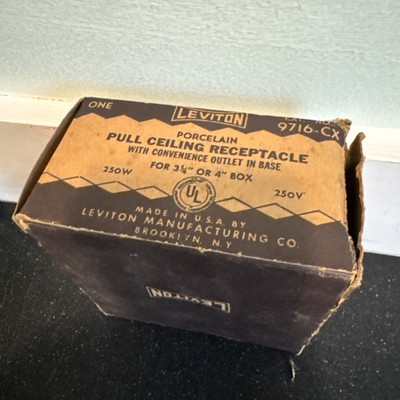 ONE
LEVITON
CAT. NO.
9716-CX
PORCELAIN
PULL CEILING RECEPTACLE
WITH CONVENIENCE OUTLET IN BASE
FOR 3¼" OR 4" BOX
250W
250V
UL
MADE IN U.S.A. BY
LEVITON MANUFACTURING CO.
BROOKLYN, N.Y.
LEVITON